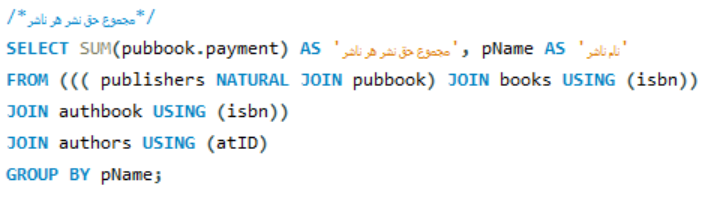 /*مجموع حق نشر هر ناشر*/
SELECT SUM(pubbook.payment) AS 'مجموع حق نشر هر ناشر', pName AS 'نام ناشر'
FROM ((( publishers NATURAL JOIN pubbook) JOIN books USING (isbn))
JOIN authbook USING (isbn))
JOIN authors USING (atID)
GROUP BY pName;